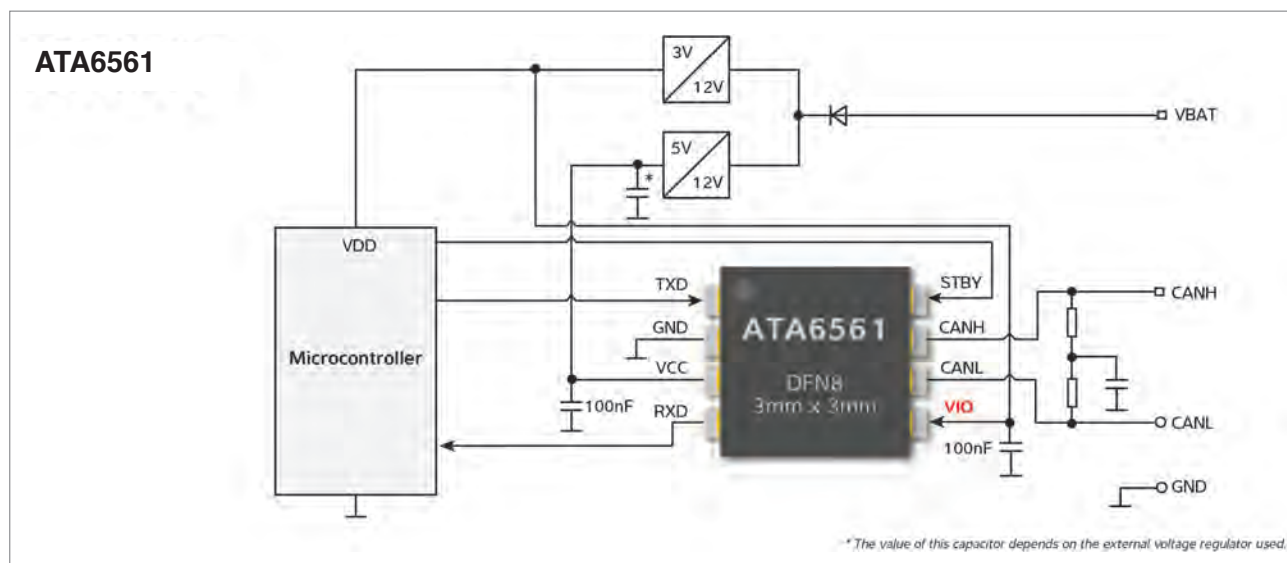 ATA6561
3V
12V
VBAT
5V
12V
*
VDD
TXD
STBY
CANH
GND
ATA6561
CANH
Microcontroller
VCC
DFN8
CANL
3mm x 3mm
100nF
RXD
VIO
CANL
100nF
GND
* The value of this capacitor depends on the external voltage regulator used.